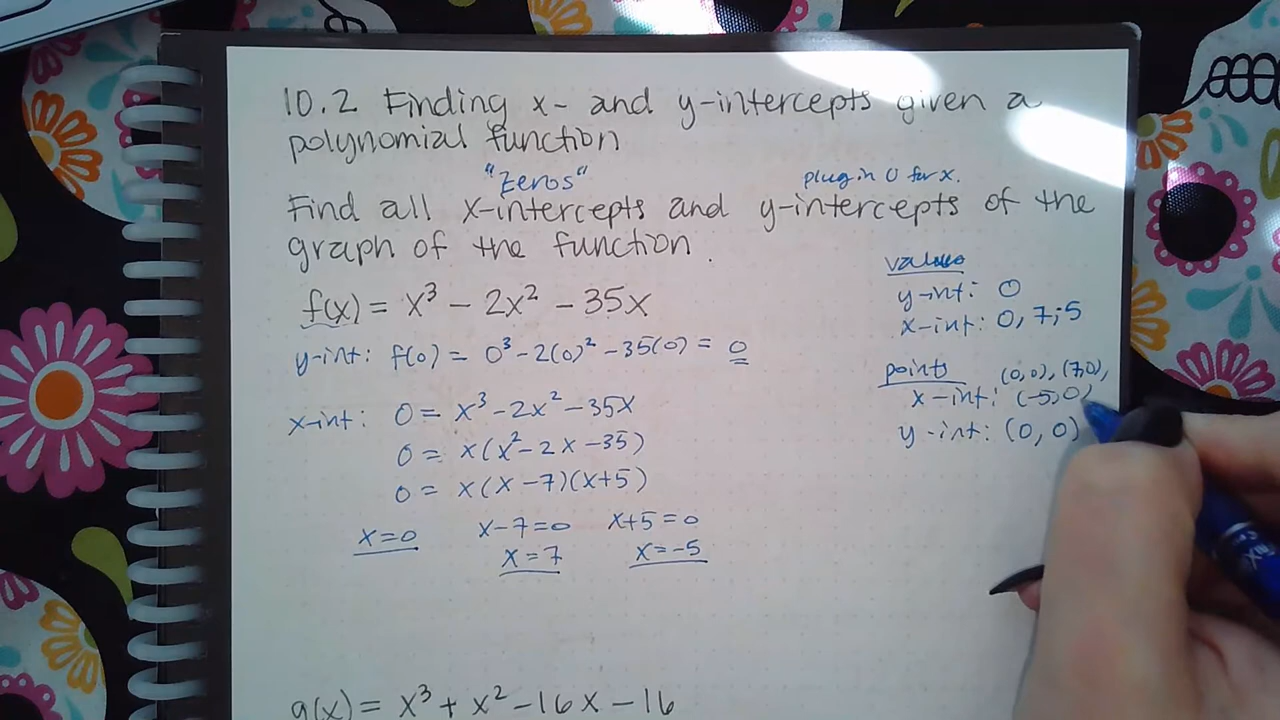 10.2 Finding x- and y-intercepts given a
polynomial function
"Zeros"
plug in 0 for x.
Find all x-intercepts and y-intercepts of the
graph of the function.
f(x) = x³ - 2x² - 35x
y-int: f(0) = 0³ - 2(0)² - 35(0) = 0
x-int: 0 = x³ - 2x² - 35x
0 = x(x² - 2x - 35)
0 = x(x - 7)(x + 5)
x = 0 x - 7 = 0 x + 5 = 0
x = 7 x = -5
values
y-int: 0
x-int: 0, 7, -5
points (0, 0), (7, 0),
x-int: (-5, 0)
y-int: (0, 0)
g(x) = x³ + x² - 16x - 16